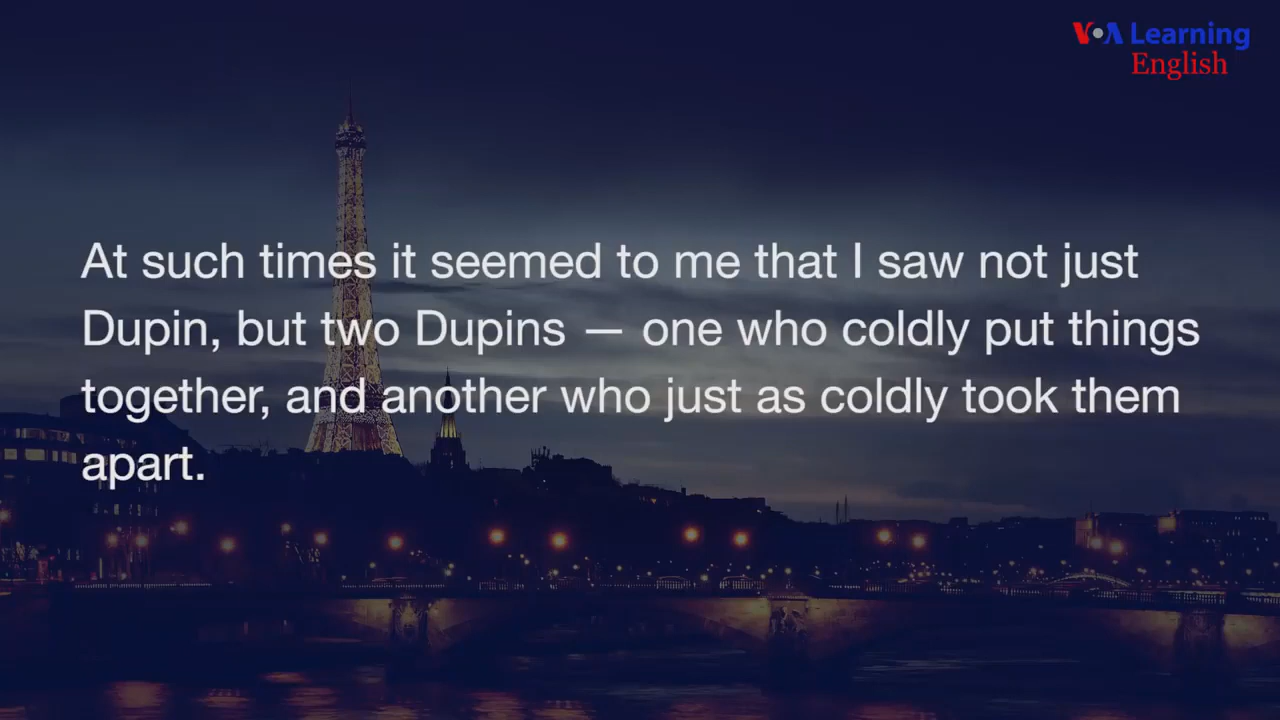 VOA Learning
English
At such times it seemed to me that I saw not just
Dupin, but two Dupins — one who coldly put things
together, and another who just as coldly took them
apart.